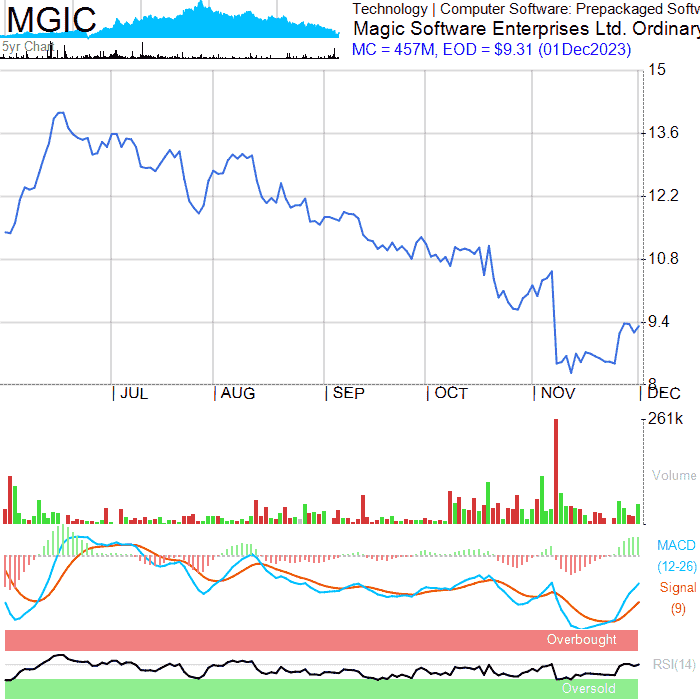 MGIC
5yr Chart
Technology | Computer Software: Prepackaged Softw
Magic Software Enterprises Ltd. Ordinary
MC = 457M, EOD = $9.31 (01Dec2023)
15
13.6
12.2
10.8
9.4
8
JUL AUG SEP OCT NOV DEC
261k
Volume
MACD
(12-26)
Signal
(9)
Overbought
RSI(14)
Oversold